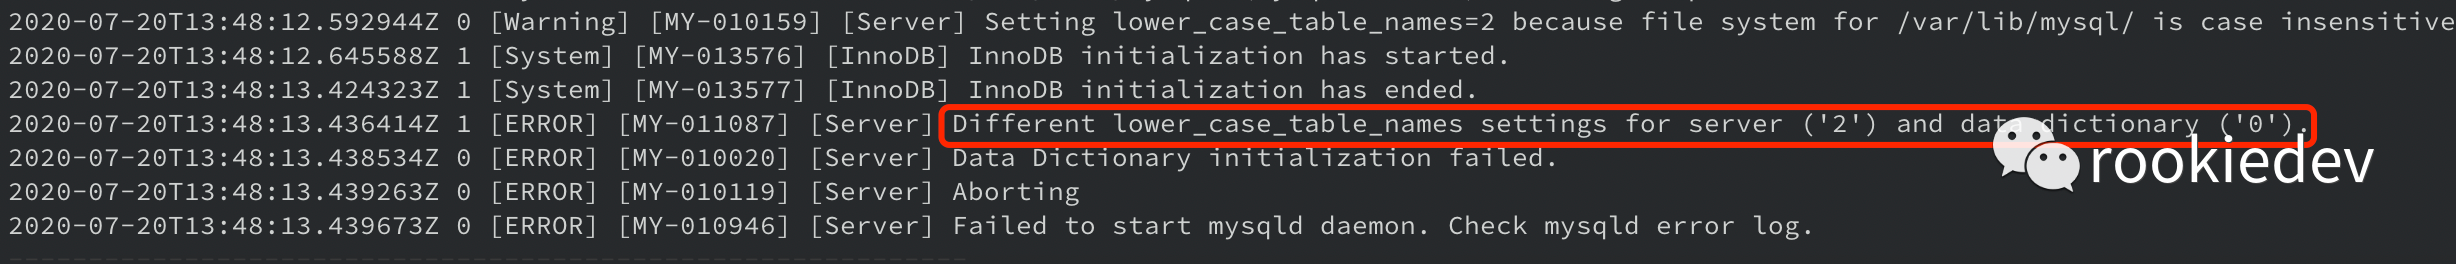 2020-07-20T13:48:12.592944Z 0 [Warning] [MY-010159] [Server] Setting lower_case_table_names=2 because file system for /var/lib/mysql/ is case insensitive
2020-07-20T13:48:12.645588Z 1 [System] [MY-013576] [InnoDB] InnoDB initialization has started.
2020-07-20T13:48:13.424323Z 1 [System] [MY-013577] [InnoDB] InnoDB initialization has ended.
2020-07-20T13:48:13.436414Z 1 [ERROR] [MY-011087] [Server] Different lower_case_table_names settings for server ('2') and data dictionary ('0').
2020-07-20T13:48:13.438534Z 0 [ERROR] [MY-010020] [Server] Data Dictionary initialization failed.
rookiedev
2020-07-20T13:48:13.439263Z 0 [ERROR] [MY-010119] [Server] Aborting
2020-07-20T13:48:13.439673Z 0 [ERROR] [MY-010946] [Server] Failed to start mysqld daemon. Check mysqld error log.